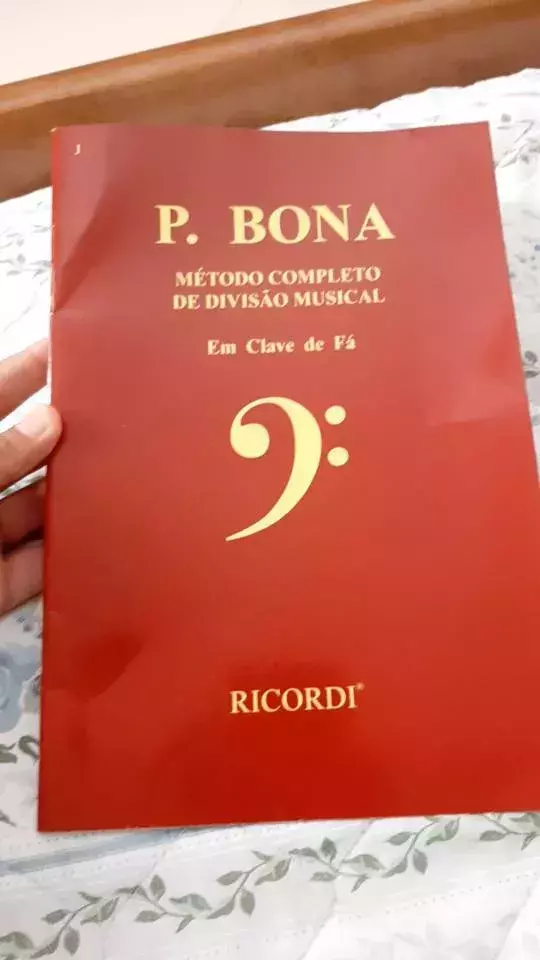 J
P. BONA
MÉTODO COMPLETO
DE DIVISÃO MUSICAL
Em Clave de Fá
RICORDI®